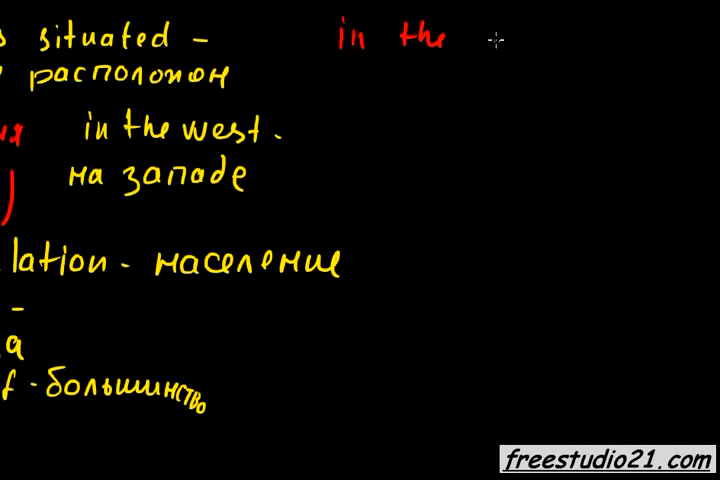 situated - in the
расположен
in the west.
на западе
lation - население
-
a
f - большинство
freestudio21.com